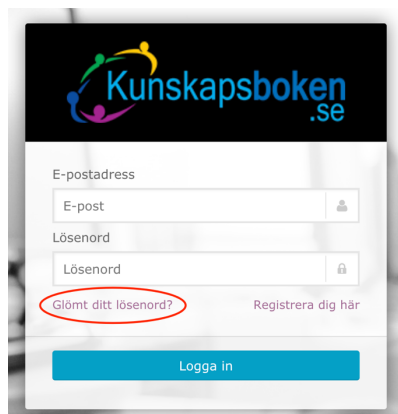 Kunskapsboken
.se
E-postadress
E-post
Lösenord
Lösenord
Glömt ditt lösenord?
Registrera dig här
Logga in